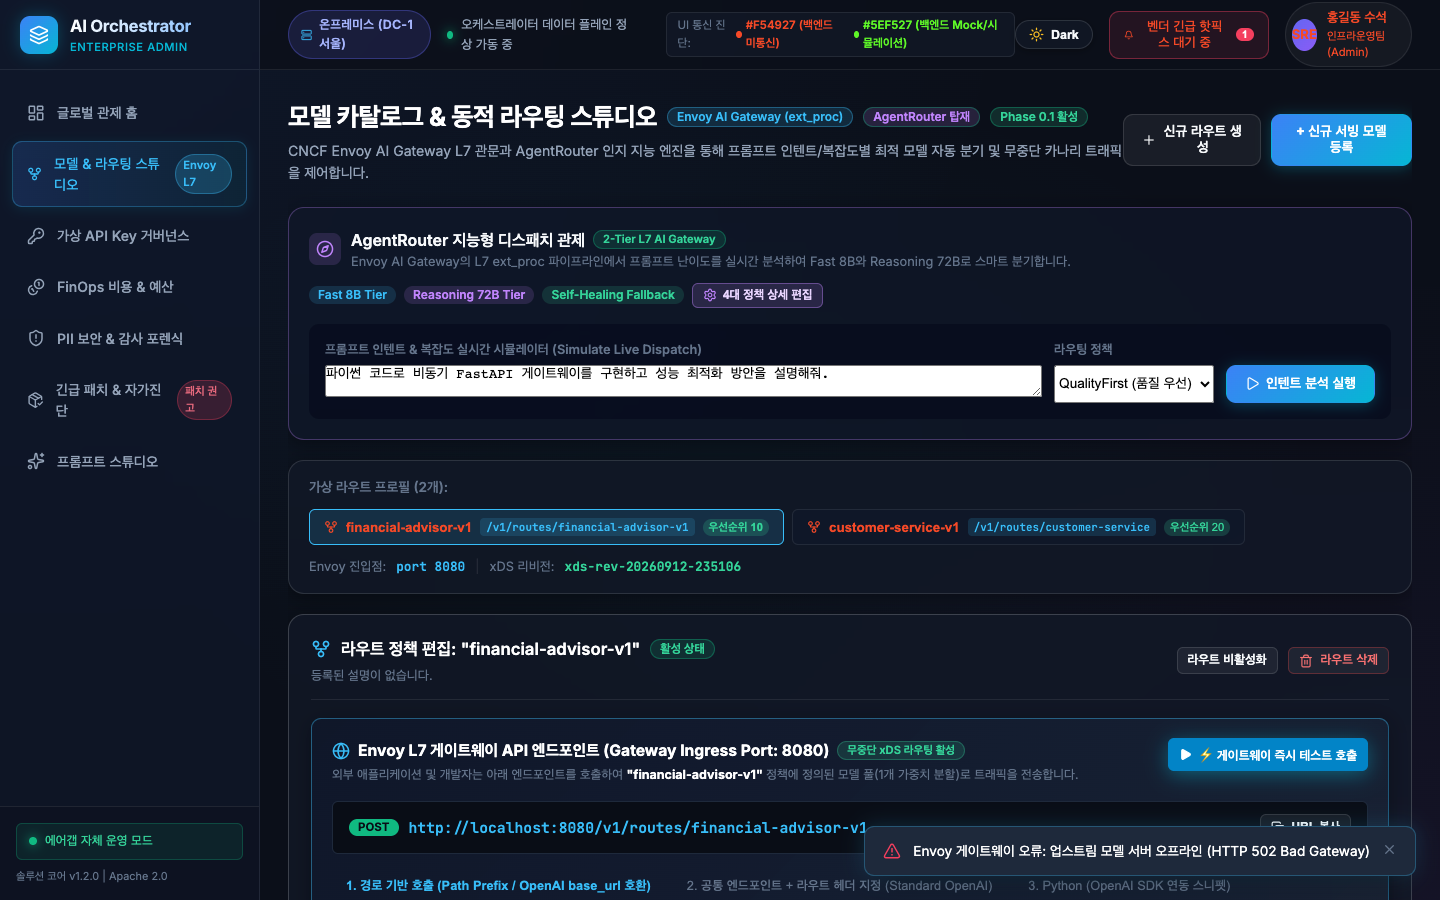 AI Orchestrator
ENTERPRISE ADMIN
온프레미스 (DC-1
서울)
오케스트레이터 데이터 플레인 정
상 가동 중
UI 통신 진
단:
#F54927 (백엔드
미통신)
#5EF527 (백엔드 Mock/시
뮬레이션)
Dark
벤더 긴급 핫픽
스 대기 중
1
홍길동 수석
인프라운영팀
(Admin)
글로벌 관제 홈
모델 & 라우팅 스튜
디오
Envoy
L7
가상 API Key 거버넌스
FinOps 비용 & 예산
PII 보안 & 감사 포렌식
긴급 패치 & 자가진
단
패치 권
고
프롬프트 스튜디오
에어갭 자체 운영 모드
솔루션 코어 v1.2.0 | Apache 2.0
모델 카탈로그 & 동적 라우팅 스튜디오
Envoy AI Gateway (ext_proc)
AgentRouter 탑재
Phase 0.1 활성
CNCF Envoy AI Gateway L7 관문과 AgentRouter 인지 지능 엔진을 통해 프롬프트 인텐트/복잡도별 최적 모델 자동 분기 및 무중단 카나리 트래픽
을 제어합니다.
신규 라우트 생
성
+ 신규 서빙 모델
등록
AgentRouter 지능형 디스패치 관제
2-Tier L7 AI Gateway
Envoy AI Gateway의 L7 ext_proc 파이프라인에서 프롬프트 난이도를 실시간 분석하여 Fast 8B와 Reasoning 72B로 스마트 분기합니다.
Fast 8B Tier
Reasoning 72B Tier
Self-Healing Fallback
4대 정책 상세 편집
프롬프트 인텐트 & 복잡도 실시간 시뮬레이터 (Simulate Live Dispatch)
파이썬 코드로 비동기 FastAPI 게이트웨이를 구현하고 성능 최적화 방안을 설명해줘.
라우팅 정책
QualityFirst (품질 우선)
인텐트 분석 실행
가상 라우트 프로필 (2개):
financial-advisor-v1
/v1/routes/financial-advisor-v1
우선순위 10
customer-service-v1
/v1/routes/customer-service
우선순위 20
Envoy 진입점: port 8080
xDS 리비전: xds-rev-20260912-235106
라우트 정책 편집: "financial-advisor-v1"
활성 상태
등록된 설명이 없습니다.
라우트 비활성화
라우트 삭제
Envoy L7 게이트웨이 API 엔드포인트 (Gateway Ingress Port: 8080)
무중단 xDS 라우팅 활성
외부 애플리케이션 및 개발자는 아래 엔드포인트를 호출하여 "financial-advisor-v1" 정책에 정의된 모델 풀(1개 가중치 분할)로 트래픽을 전송합니다.
⚡ 게이트웨이 즉시 테스트 호출
POST
http://localhost:8080/v1/routes/financial-advisor-v1
Envoy 게이트웨이 오류: 업스트림 모델 서버 오프라인 (HTTP 502 Bad Gateway)
1. 경로 기반 호출 (Path Prefix / OpenAI base_url 호환)
2. 공통 엔드포인트 + 라우트 헤더 지정 (Standard OpenAI)
3. Python (OpenAI SDK 연동 스니펫)